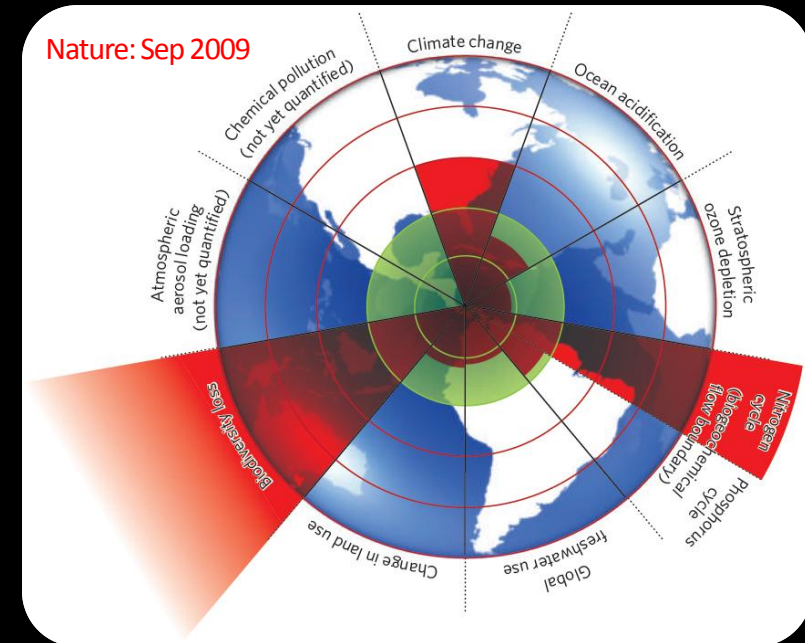 Nature: Sep 2009
Climate change
Ocean acidification
Stratospheric
ozone depletion
Nitrogen
cycle
(biogeochemical
flow boundary)
Phosphorus
cycle
Global
freshwater use
Change in land use
Biodiversity loss
Atmospheric
aerosol loading
(not yet quantified)
Chemical pollution
(not yet quantified)